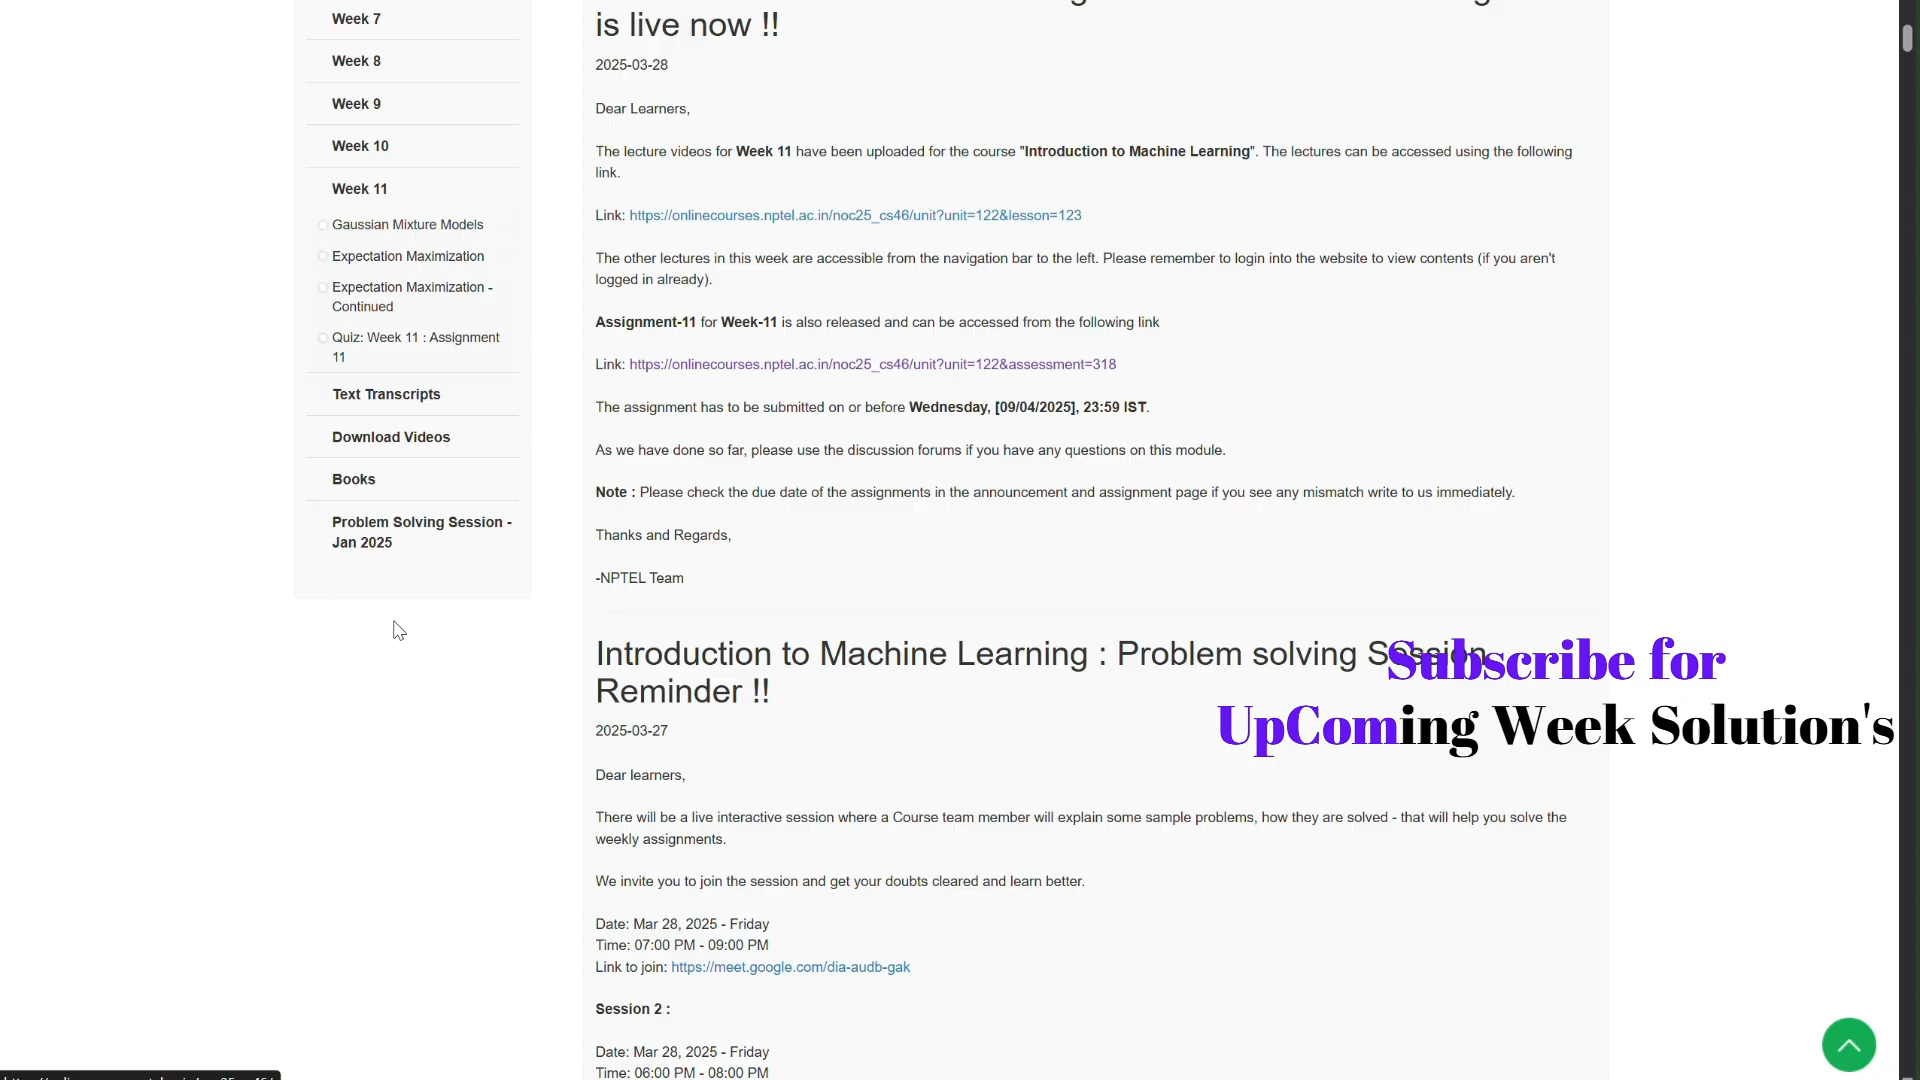 Week 7
Week 8
Week 9
Week 10
Week 11
Gaussian Mixture Models
Expectation Maximization
Expectation Maximization -
Continued
Quiz: Week 11 : Assignment
11
Text Transcripts
Download Videos
Books
Problem Solving Session -
Jan 2025
is live now !!
2025-03-28
Dear Learners,
The lecture videos for Week 11 have been uploaded for the course "Introduction to Machine Learning". The lectures can be accessed using the following
link.
Link: https://onlinecourses.nptel.ac.in/noc25_cs46/unit?unit=122&lesson=123
The other lectures in this week are accessible from the navigation bar to the left. Please remember to login into the website to view contents (if you aren't
logged in already).
Assignment-11 for Week-11 is also released and can be accessed from the following link
Link: https://onlinecourses.nptel.ac.in/noc25_cs46/unit?unit=122&assessment=318
The assignment has to be submitted on or before Wednesday, [09/04/2025], 23:59 IST.
As we have done so far, please use the discussion forums if you have any questions on this module.
Note : Please check the due date of the assignments in the announcement and assignment page if you see any mismatch write to us immediately.
Thanks and Regards,
-NPTEL Team
Introduction to Machine Learning : Problem solving Session
Reminder !!
2025-03-27
Dear learners,
There will be a live interactive session where a Course team member will explain some sample problems, how they are solved - that will help you solve the
weekly assignments.
We invite you to join the session and get your doubts cleared and learn better.
Date: Mar 28, 2025 - Friday
Time: 07:00 PM - 09:00 PM
Link to join: https://meet.google.com/dia-audb-gak
Session 2 :
Date: Mar 28, 2025 - Friday
Time: 06:00 PM - 08:00 PM
Subscribe for
UpComing Week Solution's